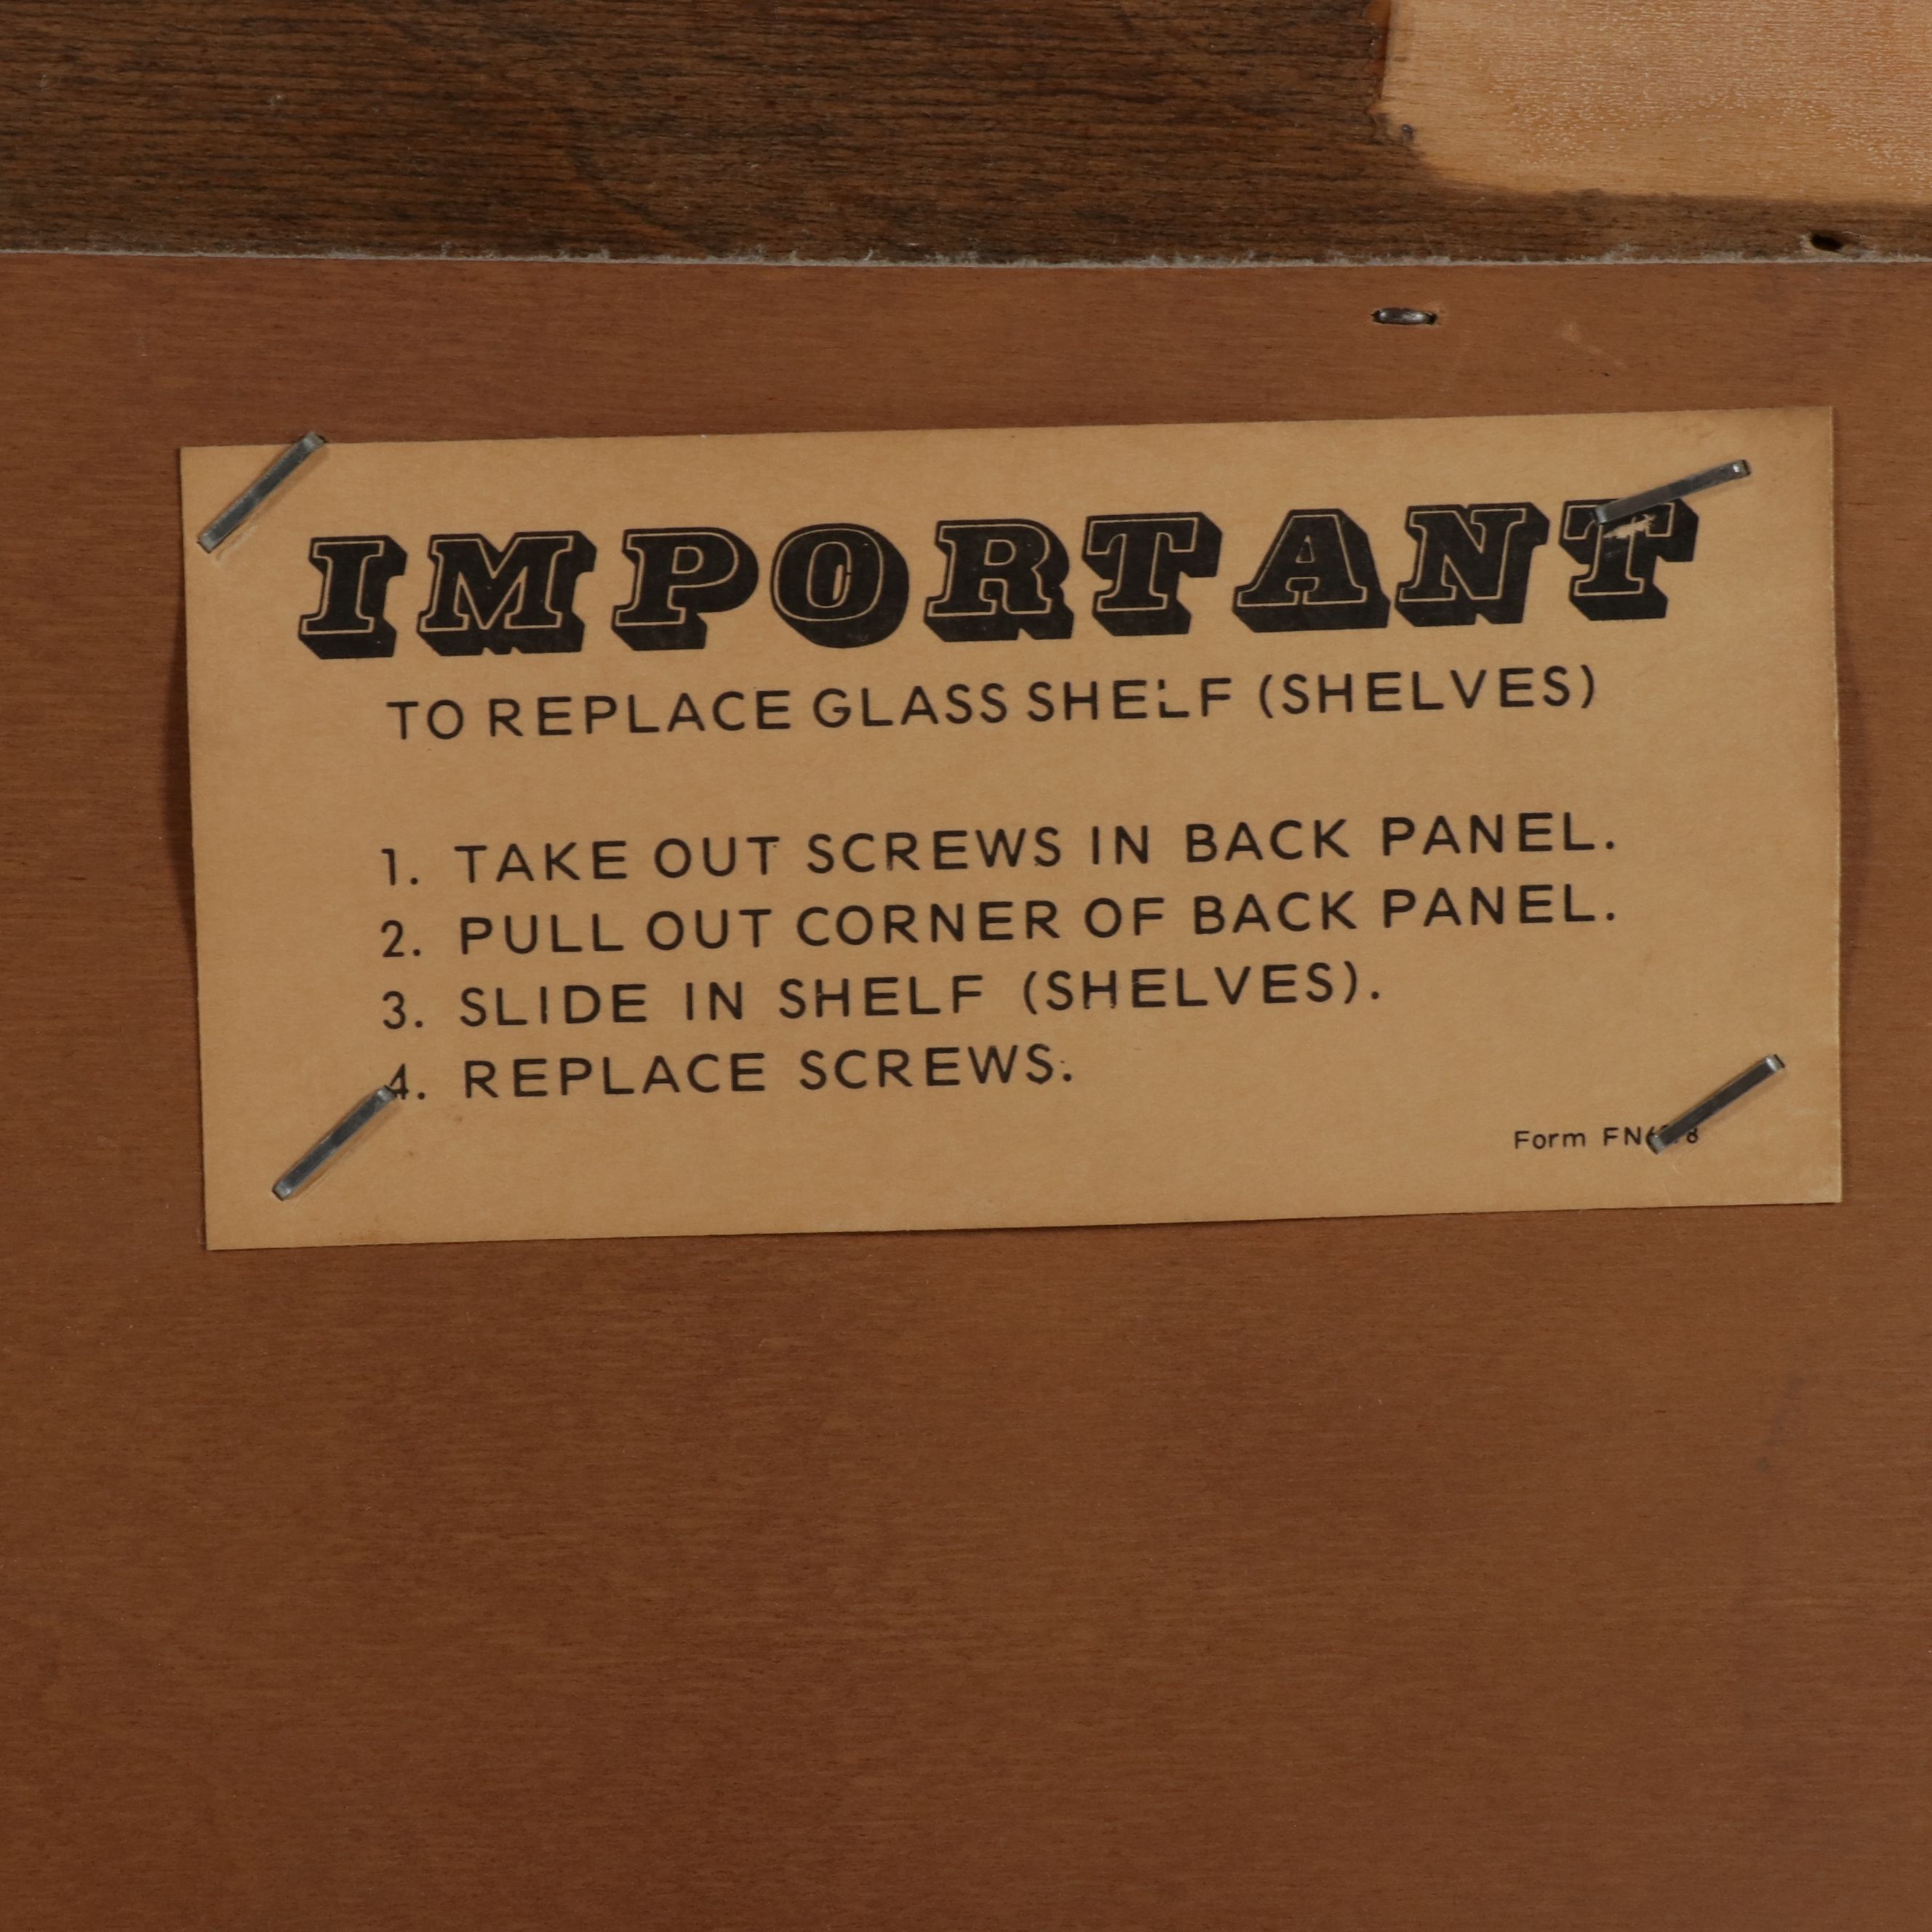 IMPORTANT
TO REPLACE GLASS SHELF (SHELVES)
1. TAKE OUT SCREWS IN BACK PANEL.
2. PULL OUT CORNER OF BACK PANEL.
3. SLIDE IN SHELF (SHELVES).
4. REPLACE SCREWS.
Form